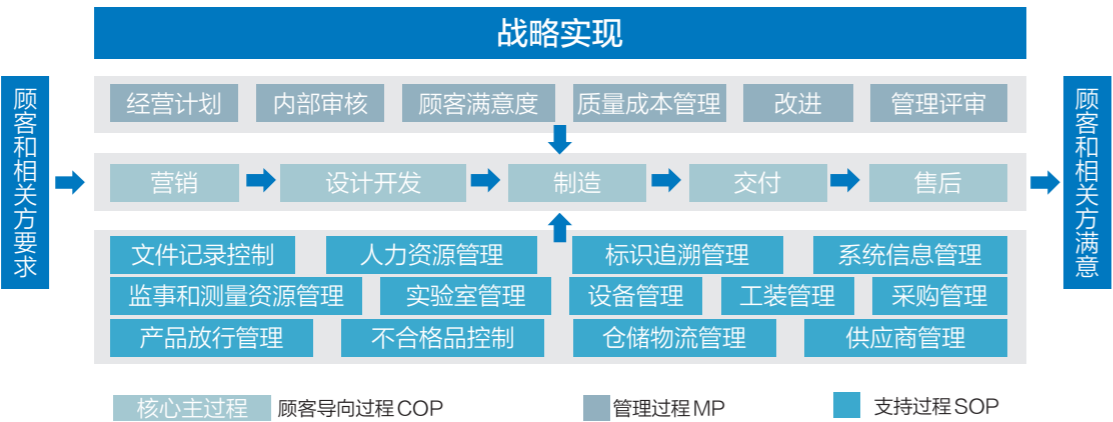 战略实现
顾客和相关方要求
经营计划 内部审核 顾客满意度 质量成本管理 改进 管理评审
营销 设计开发 制造 交付 售后
文件记录控制 人力资源管理 标识追溯管理 系统信息管理
监事和测量资源管理 实验室管理 设备管理 工装管理 采购管理
产品放行管理 不合格品控制 仓储物流管理 供应商管理
顾客和相关方满意
核心主过程 顾客导向过程COP 管理过程MP 支持过程SOP